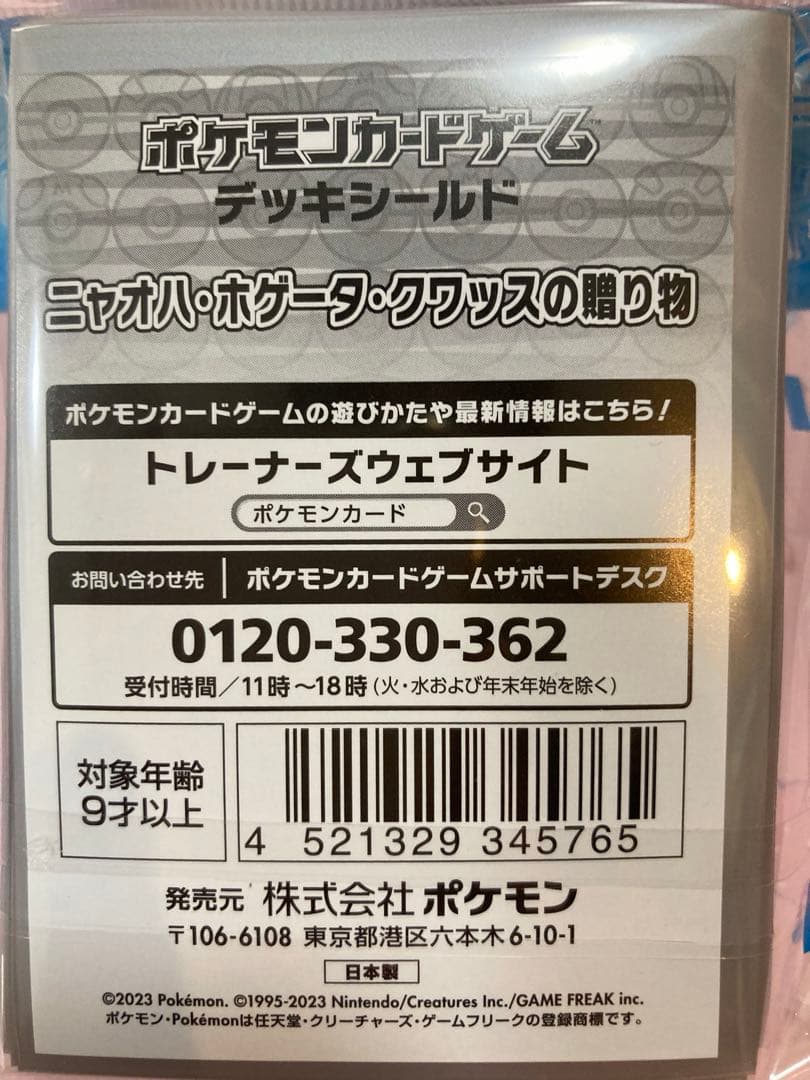 ポケモンカードゲーム™
デッキシールド
ニャオハ・ホゲータ・クワッスの贈り物
ポケモンカードゲームの遊びかたや最新情報はこちら！
トレーナーズウェブサイト
ポケモンカード
お問い合わせ先｜ポケモンカードゲームサポートデスク
0120-330-362
受付時間／11時～18時（火・水および年末年始を除く）
対象年齢
9才以上
4 521329 345765
発売元 株式会社 ポケモン
〒106-6108 東京都港区六本木6-10-1
日本製
©2023 Pokémon. ©1995-2023 Nintendo/Creatures Inc./GAME FREAK inc.
ポケモン・Pokémonは任天堂・クリーチャーズ・ゲームフリークの登録商標です。